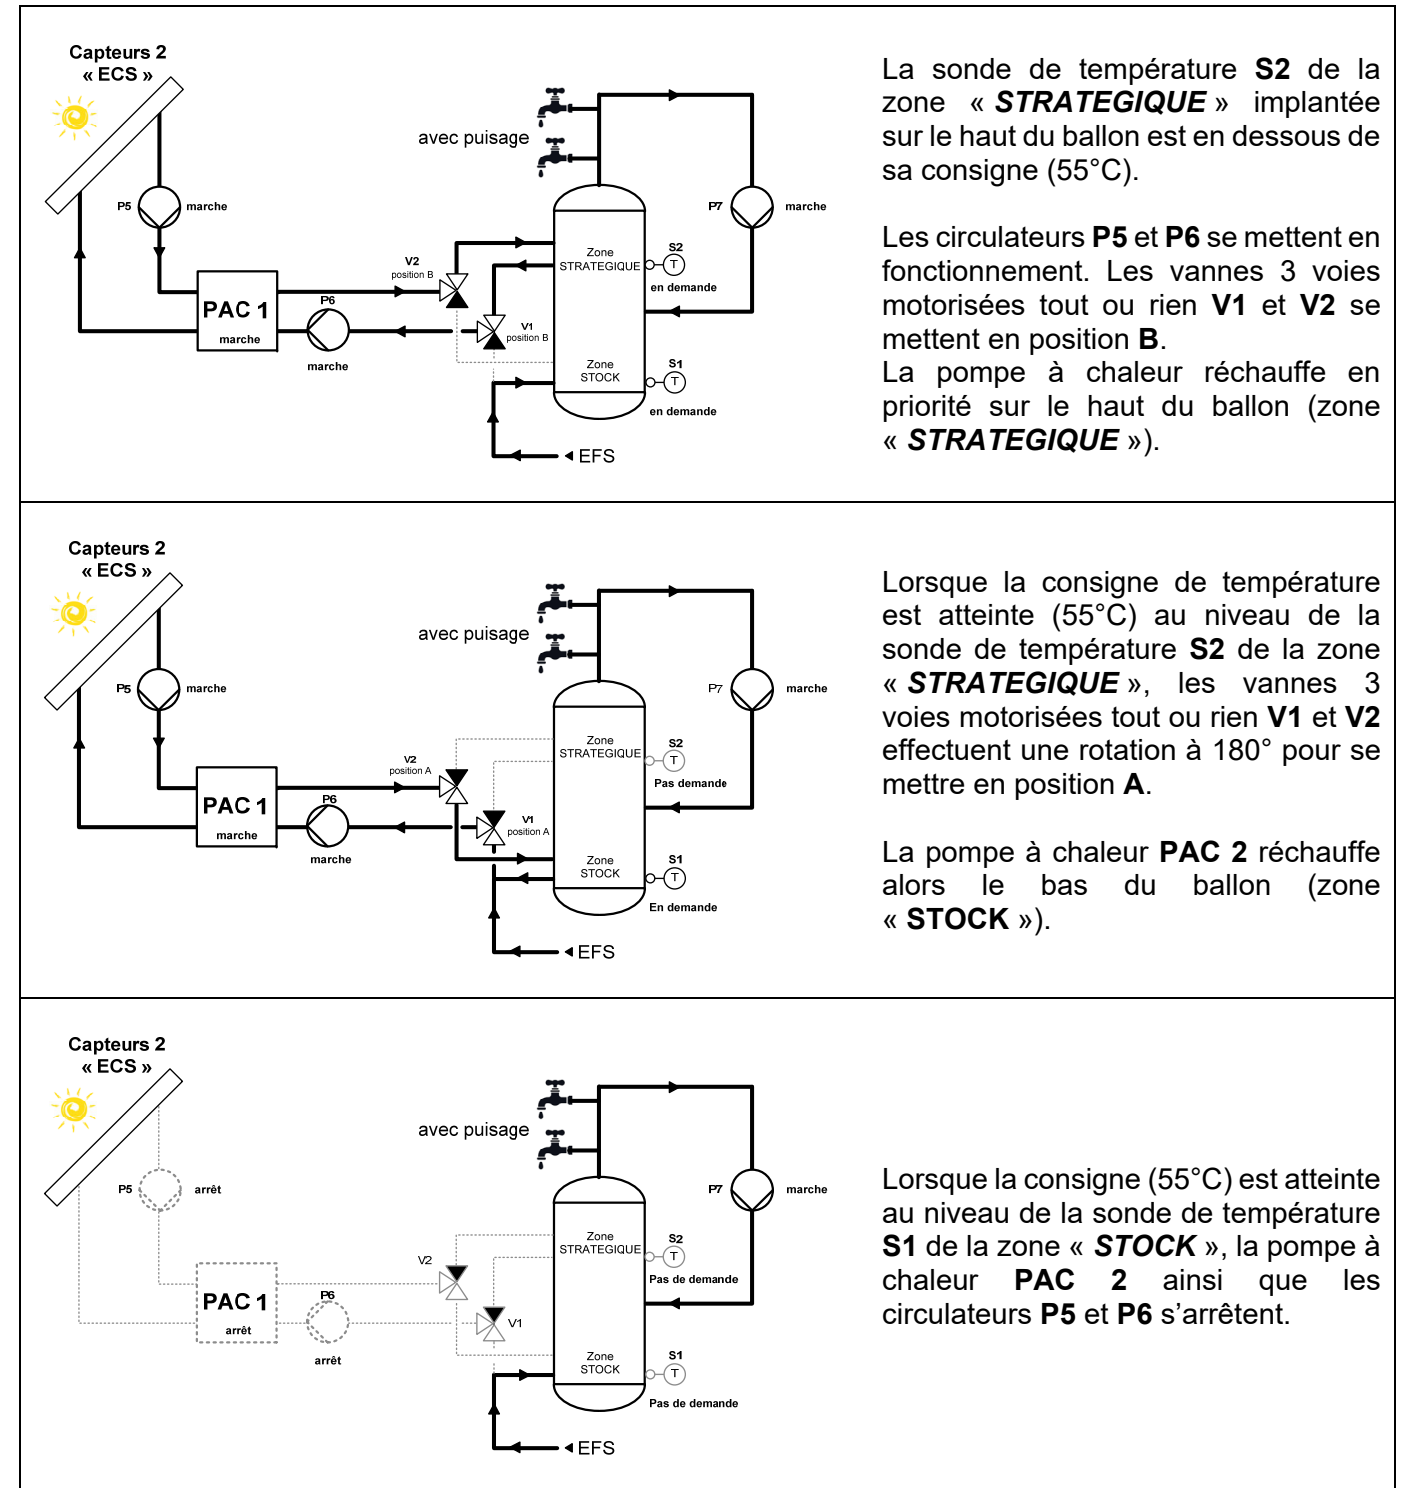 Capteurs 2
« ECS »
avec puisage
P5
marche
P7
marche
Zone
STRATEGIQUE
S2
T
en demande
V2
position B
P6
PAC 1
marche
marche
V1
position B
Zone
STOCK
S1
T
en demande
EFS
La sonde de température S2 de la
zone « STRATEGIQUE » implantée
sur le haut du ballon est en dessous de
sa consigne (55°C).
Les circulateurs P5 et P6 se mettent en
fonctionnement. Les vannes 3 voies
motorisées tout ou rien V1 et V2 se
mettent en position B.
La pompe à chaleur réchauffe en
priorité sur le haut du ballon (zone
« STRATEGIQUE »).
Capteurs 2
« ECS »
avec puisage
P5
marche
P7
marche
Zone
STRATEGIQUE
S2
T
Pas demande
V2
position A
P6
PAC 1
marche
marche
V1
position A
Zone
STOCK
S1
T
En demande
EFS
Lorsque la consigne de température
est atteinte (55°C) au niveau de la
sonde de température S2 de la zone
« STRATEGIQUE », les vannes 3
voies motorisées tout ou rien V1 et V2
effectuent une rotation à 180° pour se
mettre en position A.
La pompe à chaleur PAC 2 réchauffe
alors le bas du ballon (zone
« STOCK »).
Capteurs 2
« ECS »
avec puisage
P5
arrêt
P7
marche
Zone
STRATEGIQUE
S2
T
Pas de demande
V2
P6
PAC 1
arrêt
arrêt
V1
Zone
STOCK
S1
T
Pas de demande
EFS
Lorsque la consigne (55°C) est atteinte
au niveau de la sonde de température
S1 de la zone « STOCK », la pompe à
chaleur PAC 2 ainsi que les
circulateurs P5 et P6 s’arrêtent.